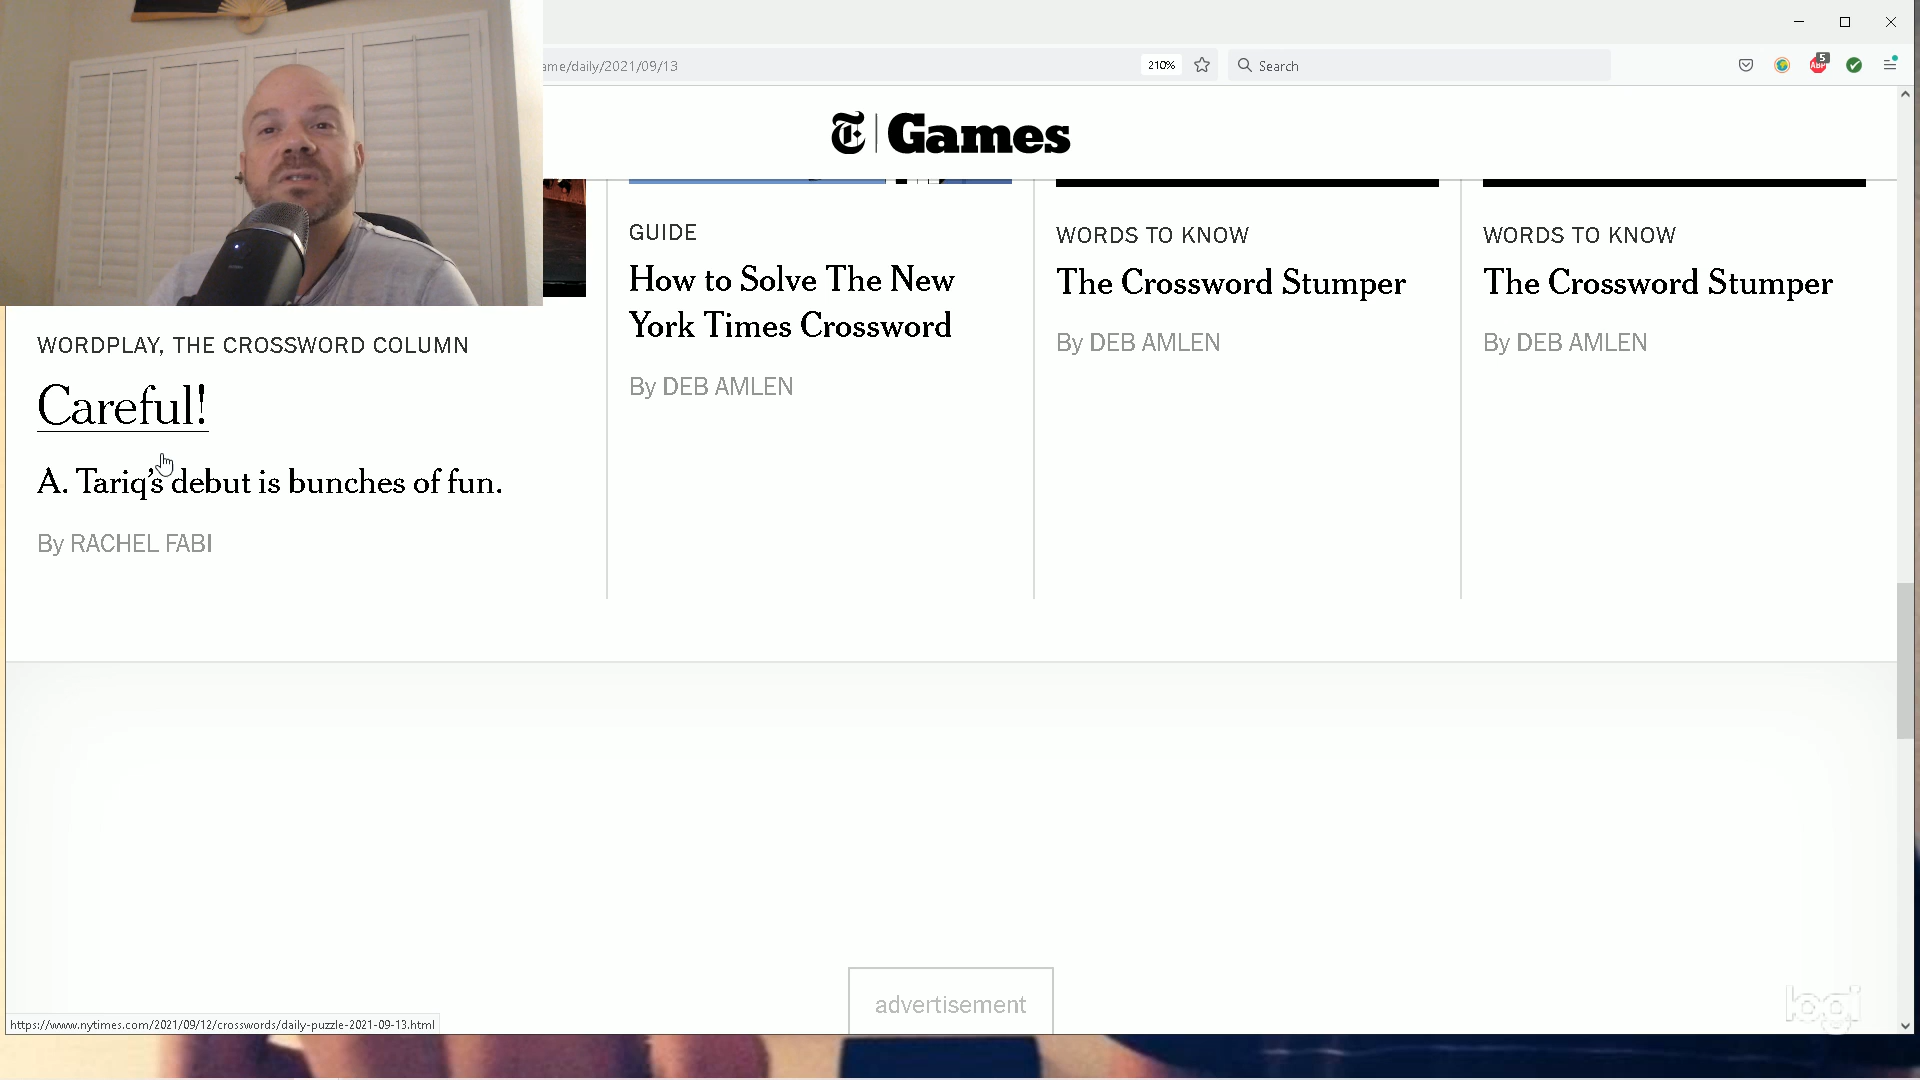 ame/daily/2021/09/13
210%
Search
ABP
5
T Games
GUIDE
How to Solve The New
York Times Crossword
By DEB AMLEN
WORDS TO KNOW
The Crossword Stumper
By DEB AMLEN
WORDS TO KNOW
The Crossword Stumper
By DEB AMLEN
WORDPLAY, THE CROSSWORD COLUMN
Careful!
A. Tariq’s debut is bunches of fun.
By RACHEL FABI
advertisement
logi
https://www.nytimes.com/2021/09/12/crosswords/daily-puzzle-2021-09-13.html